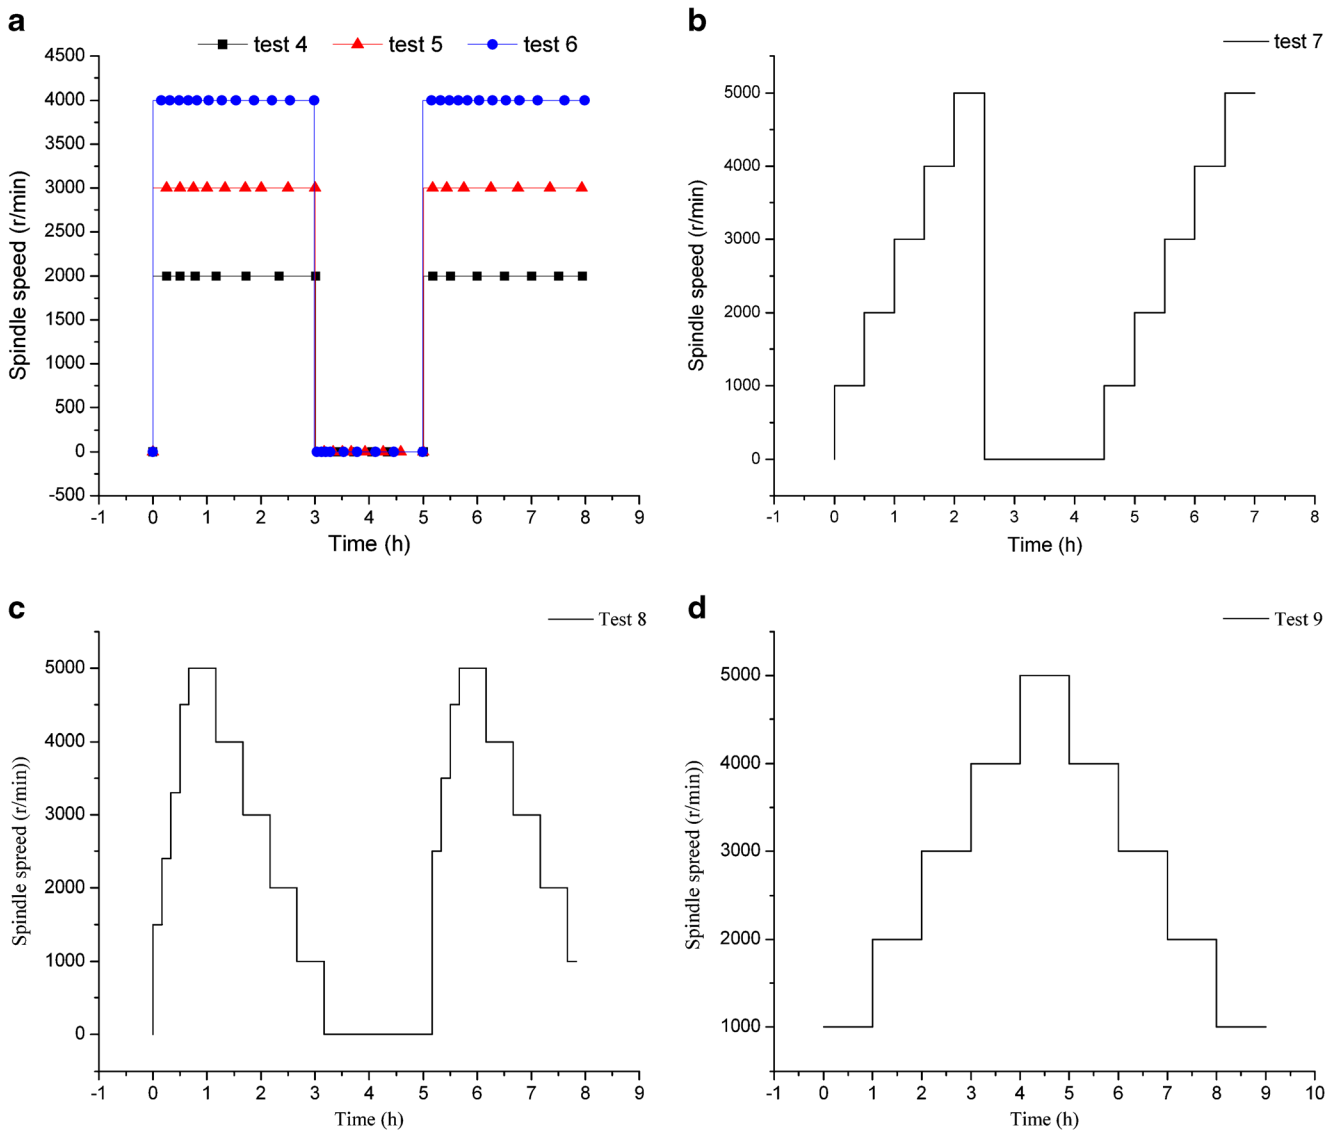 a
test 4 test 5 test 6
4500
4000
3500
3000
2500
2000
1500
1000
500
0
-500
Spindle speed (r/min)
-1 0 1 2 3 4 5 6 7 8 9
Time (h)
b
test 7
5000
4000
3000
2000
1000
0
Spindle speed (r/min)
-1 0 1 2 3 4 5 6 7 8
Time (h)
c
Test 8
5000
4000
3000
2000
1000
0
Spindle spreed (r/min))
-1 0 1 2 3 4 5 6 7 8 9
Time (h)
d
Test 9
5000
4000
3000
2000
1000
Spindle spreed (r/min))
-1 0 1 2 3 4 5 6 7 8 9 10
Time (h)